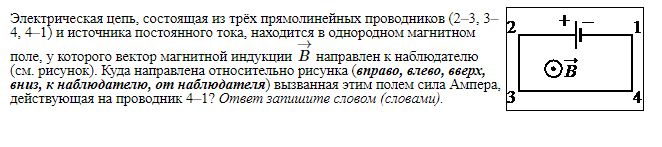 Электрическая цепь, состоящая из трёх прямолинейных проводников (2–3, 3–
4, 4–1) и источника постоянного тока, находится в однородном магнитном
поле, у которого вектор магнитной индукции B направлен к наблюдателю
(см. рисунок). Куда направлена относительно рисунка (вправо, влево, вверх,
вниз, к наблюдателю, от наблюдателя) вызванная этим полем сила Ампера,
действующая на проводник 4–1? Ответ запишите словом (словами).
+ −
2 1
B
3 4